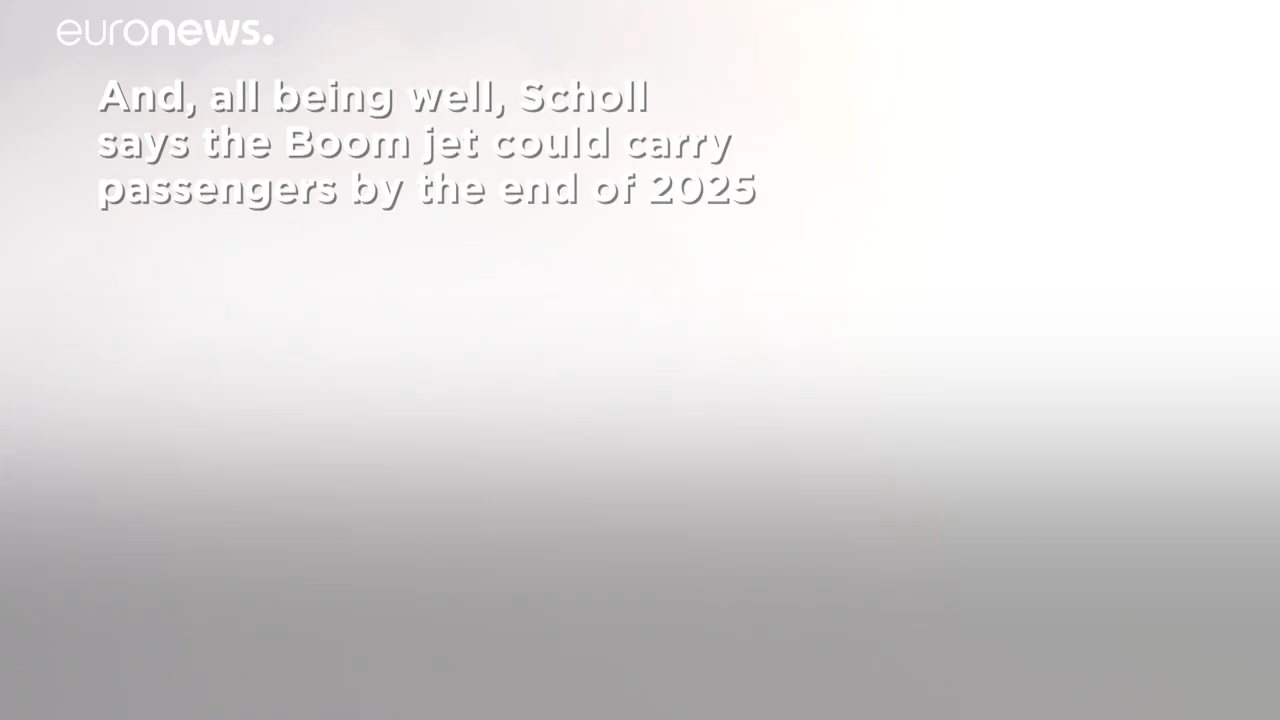 euronews.
And, all being well, Scholl
says the Boom jet could carry
passengers by the end of 2025